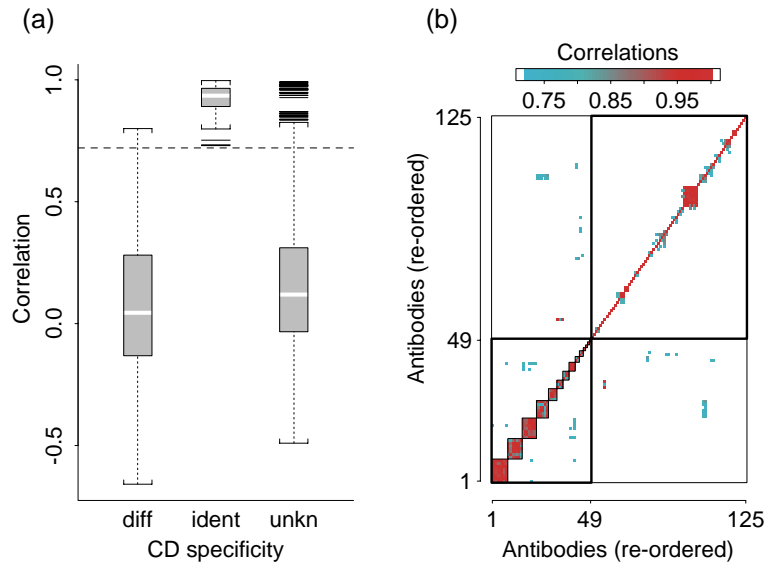 (a)
Correlation
1.0
0.5
0.0
-0.5
diff ident unkn
CD specificity
(b)
Correlations
0.75 0.85 0.95
Antibodies (re-ordered)
125
49
1
1 49 125
Antibodies (re-ordered)